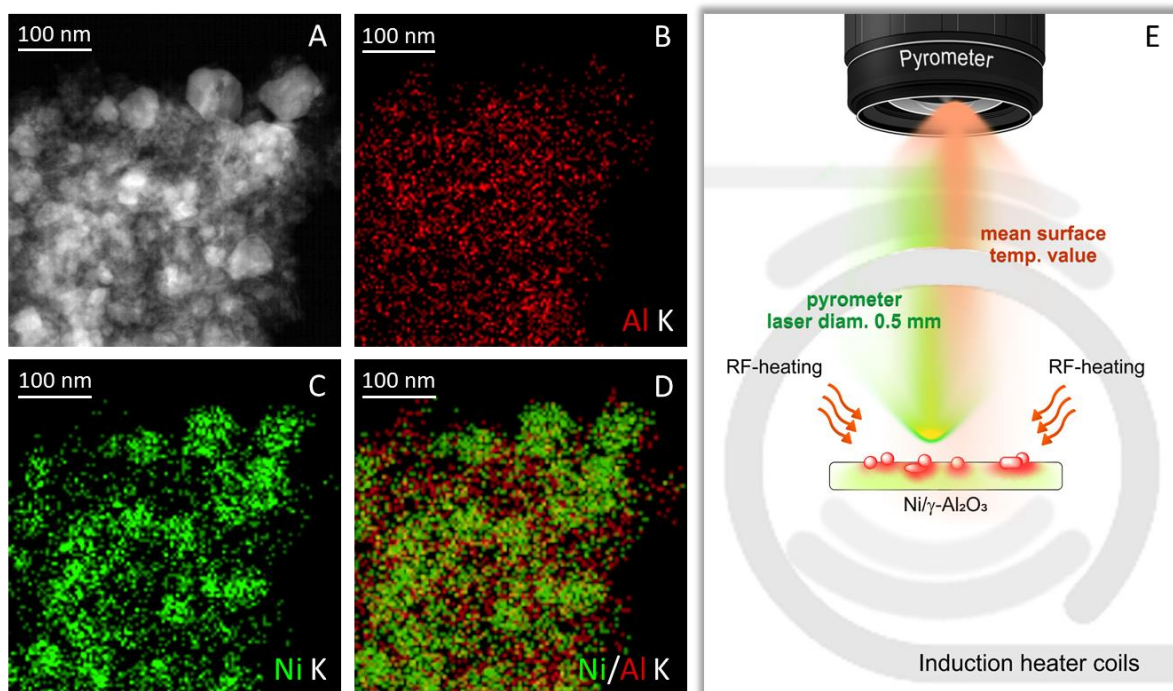 100 nm
A
100 nm
B
Al K
100 nm
C
Ni K
100 nm
D
Ni/Al K
E
Pyrometer
mean surface
temp. value
pyrometer
laser diam. 0.5 mm
RF-heating
RF-heating
Ni/γ-Al₂O₃
Induction heater coils